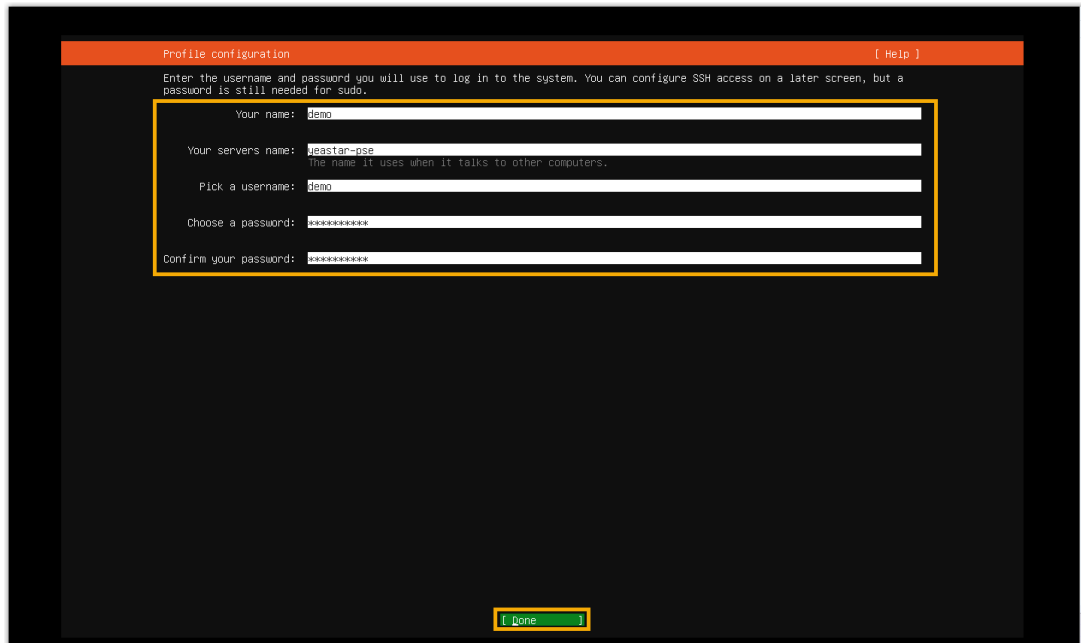 Profile configuration [ Help ]
Enter the username and password you will use to log in to the system. You can configure SSH access on a later screen, but a
password is still needed for sudo.
Your name: demo
Your servers name: yeastar-pse
The name it uses when it talks to other computers.
Pick a username: demo
Choose a password: **********
Confirm your password: **********
[ Done ]